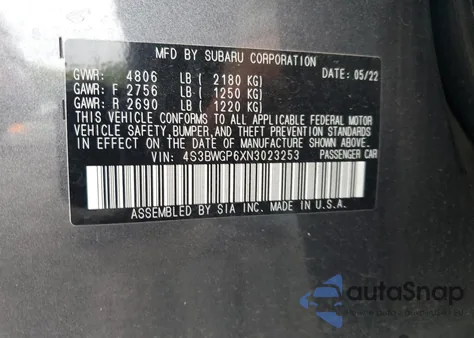 MFD BY SUBARU CORPORATION
GVWR: 4806 LB ( 2180 KG) DATE: 05/22
GAWR: F 2756 LB ( 1250 KG)
GAWR: R 2690 LB ( 1220 KG)
THIS VEHICLE CONFORMS TO ALL APPLICABLE FEDERAL MOTOR
VEHICLE SAFETY, BUMPER, AND THEFT PREVENTION STANDARDS
IN EFFECT ON THE DATE OF MANUFACTURE SHOWN ABOVE.
VIN: 4S3BWGP6XN3023253 PASSENGER CAR
ASSEMBLED BY SIA INC. MADE IN U.S.A.
autoSnap